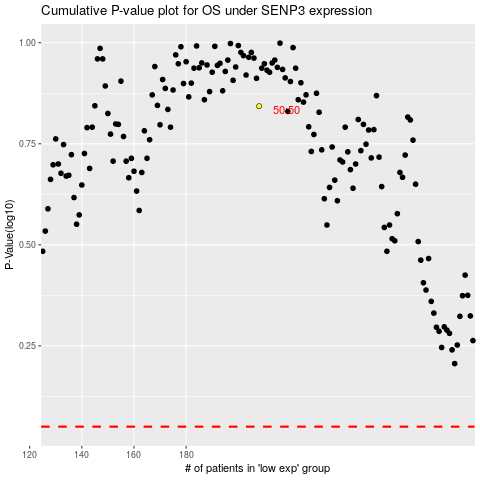 Cumulative P-value plot for OS under SENP3 expression
P-Value(log10)
1.00
0.75
0.50
0.25
50:50
120 140 160 180
# of patients in 'low exp' group